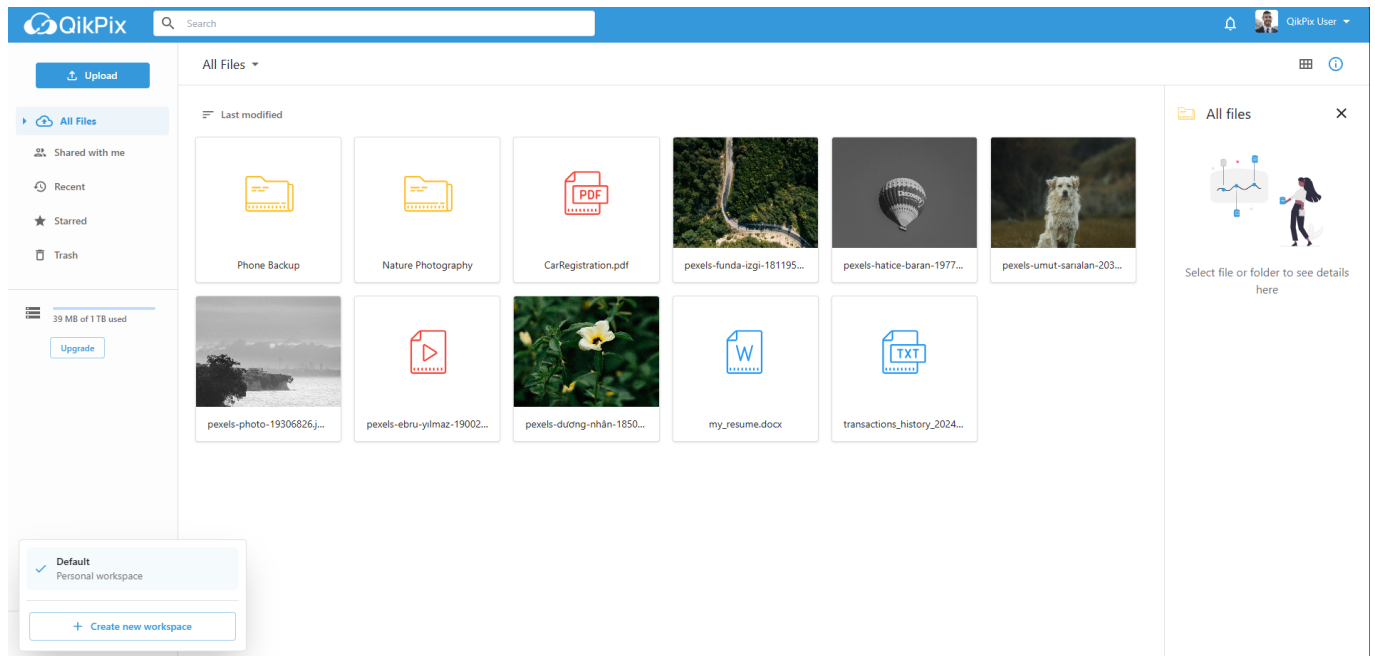 QikPix
Search
QikPix User
Upload
All Files
Shared with me
Recent
Starred
Trash
39 MB of 1 TB used
Upgrade
All Files
Last modified
Phone Backup
Nature Photography
PDF
CarRegistration.pdf
pexels-funda-izgi-181195...
Discovery
pexels-hatice-baran-1977...
pexels-umut-sarıalan-203...
pexels-photo-19306826.j...
pexels-ebru-yılmaz-19002...
pexels-dương-nhân-1850...
W
my_resume.docx
TXT
transactions_history_2024...
All files
Select file or folder to see details
here
Default
Personal workspace
Create new workspace